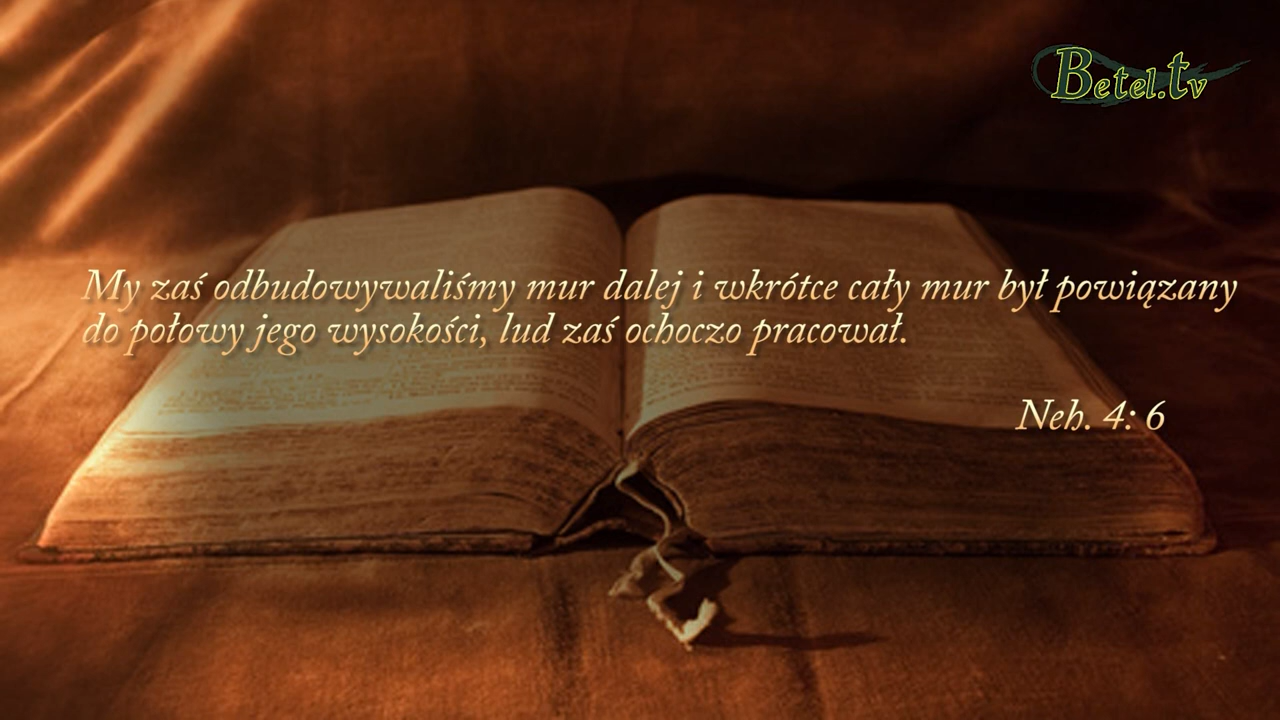 Betel.tv
My zaś odbudowywaliśmy mur dalej i wkrótce cały mur był powiązany
do połowy jego wysokości, lud zaś ochoczo pracował.
Neh. 4: 6